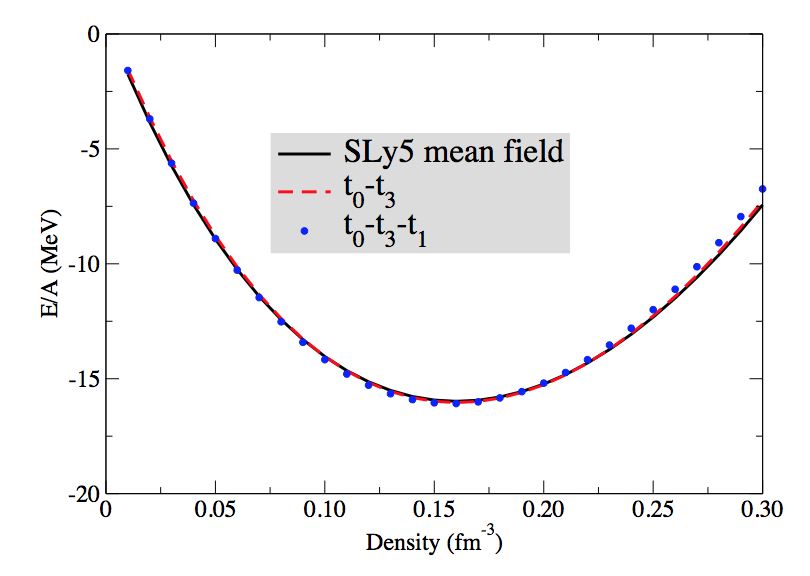 0
-5
-10
-15
-20
E/A (MeV)
SLy5 mean field
t₀-t₃
t₀-t₃-t₁
0 0.05 0.10 0.15 0.20 0.25 0.30
Density (fm⁻³)